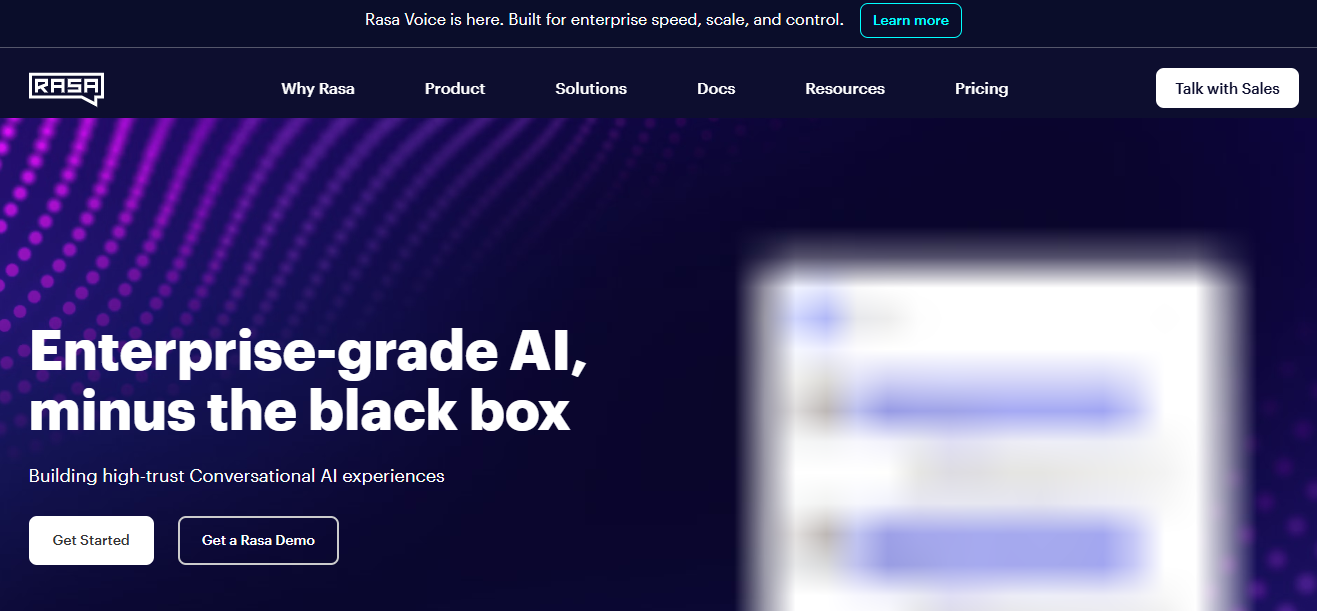 Rasa Voice is here. Built for enterprise speed, scale, and control.
Learn more
RASA
Why Rasa
Product
Solutions
Docs
Resources
Pricing
Talk with Sales
Enterprise-grade AI,
minus the black box
Building high-trust Conversational AI experiences
Get Started
Get a Rasa Demo